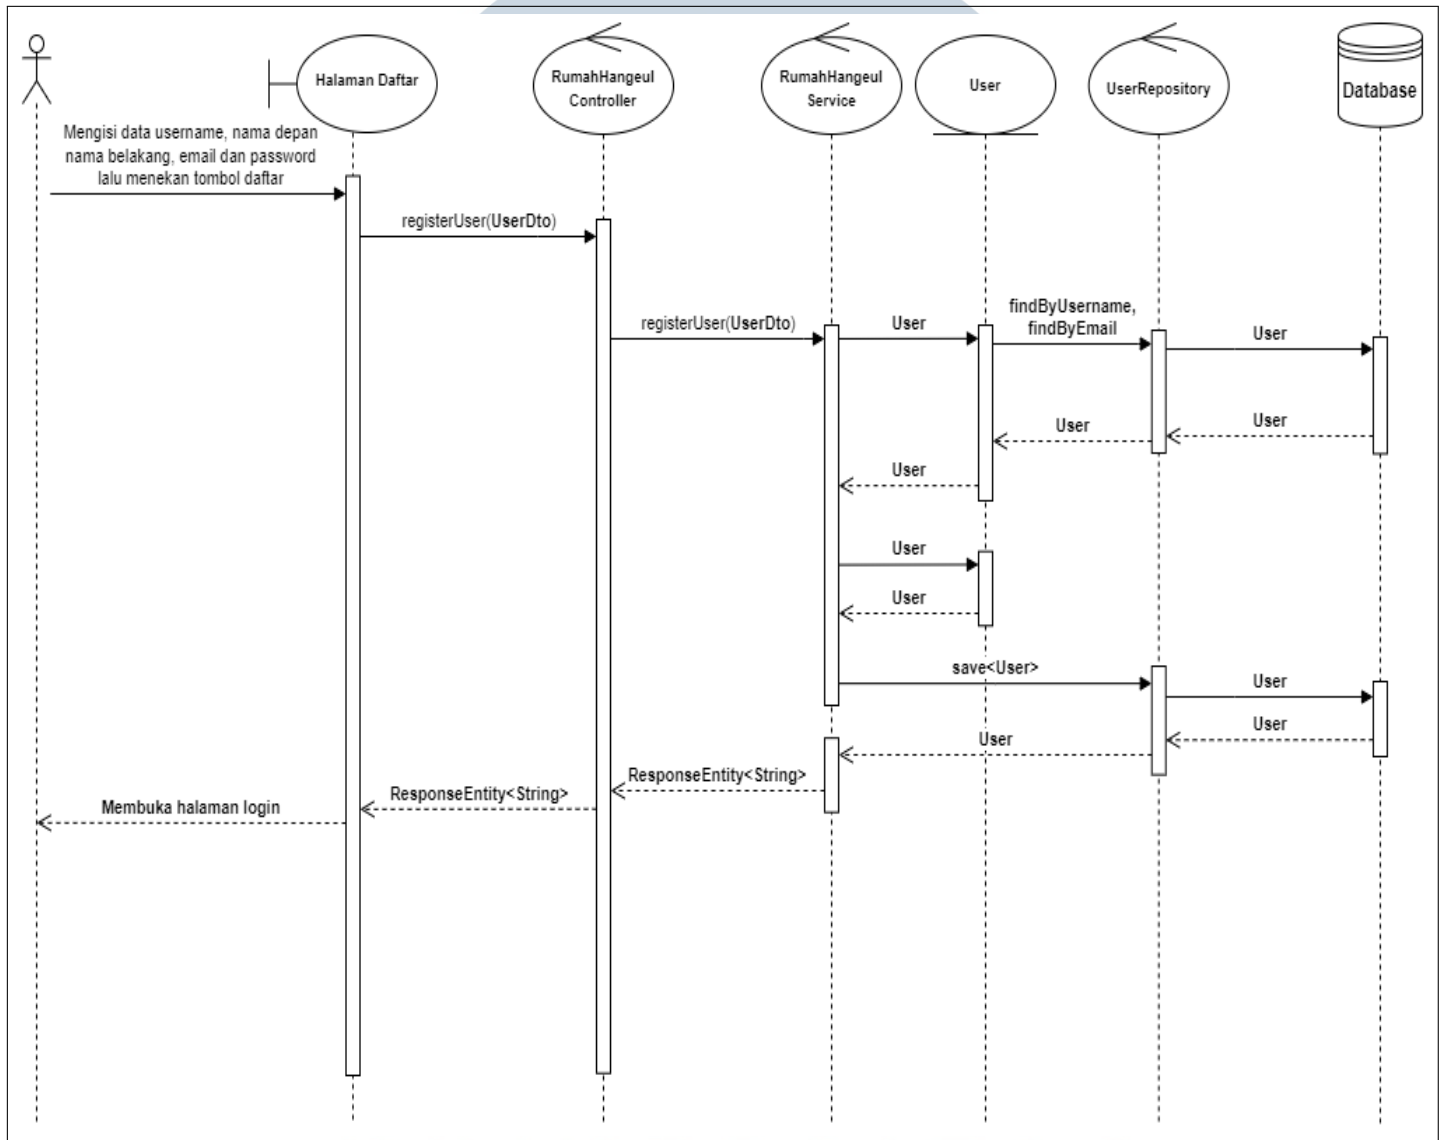 Halaman Daftar
RumahHangeul
Controller
RumahHangeul
Service
User
UserRepository
Database
Mengisi data username, nama depan
nama belakang, email dan password
lalu menekan tombol daftar
registerUser(UserDto)
registerUser(UserDto)
User
findByUsername,
findByEmail
User
User
User
User
User
User
save<User>
User
User
User
ResponseEntity<String>
ResponseEntity<String>
Membuka halaman login